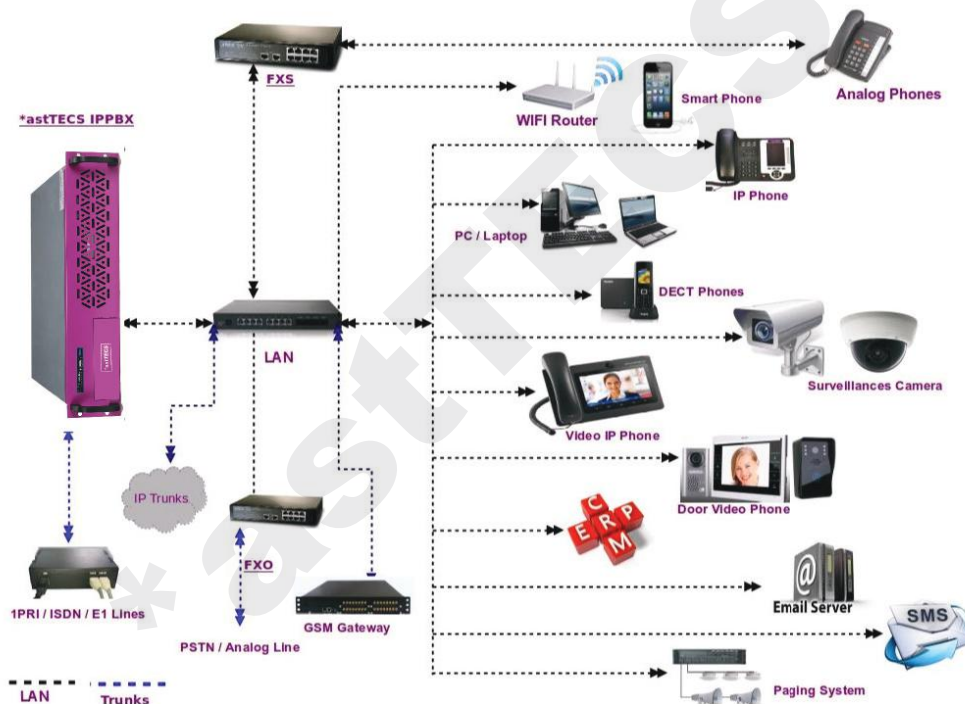 FXS
Analog Phones
WIFI Router
Smart Phone
*astTECS IPPBX
IP Phone
PC / Laptop
DECT Phones
LAN
Surveillances Camera
Video IP Phone
IP Trunks
Door Video Phone
CRM
ERP
FXO
@
Email Server
1PRI / ISDN / E1 Lines
GSM Gateway
SMS
PSTN / Analog Line
Paging System
LAN
Trunks
*astTECS